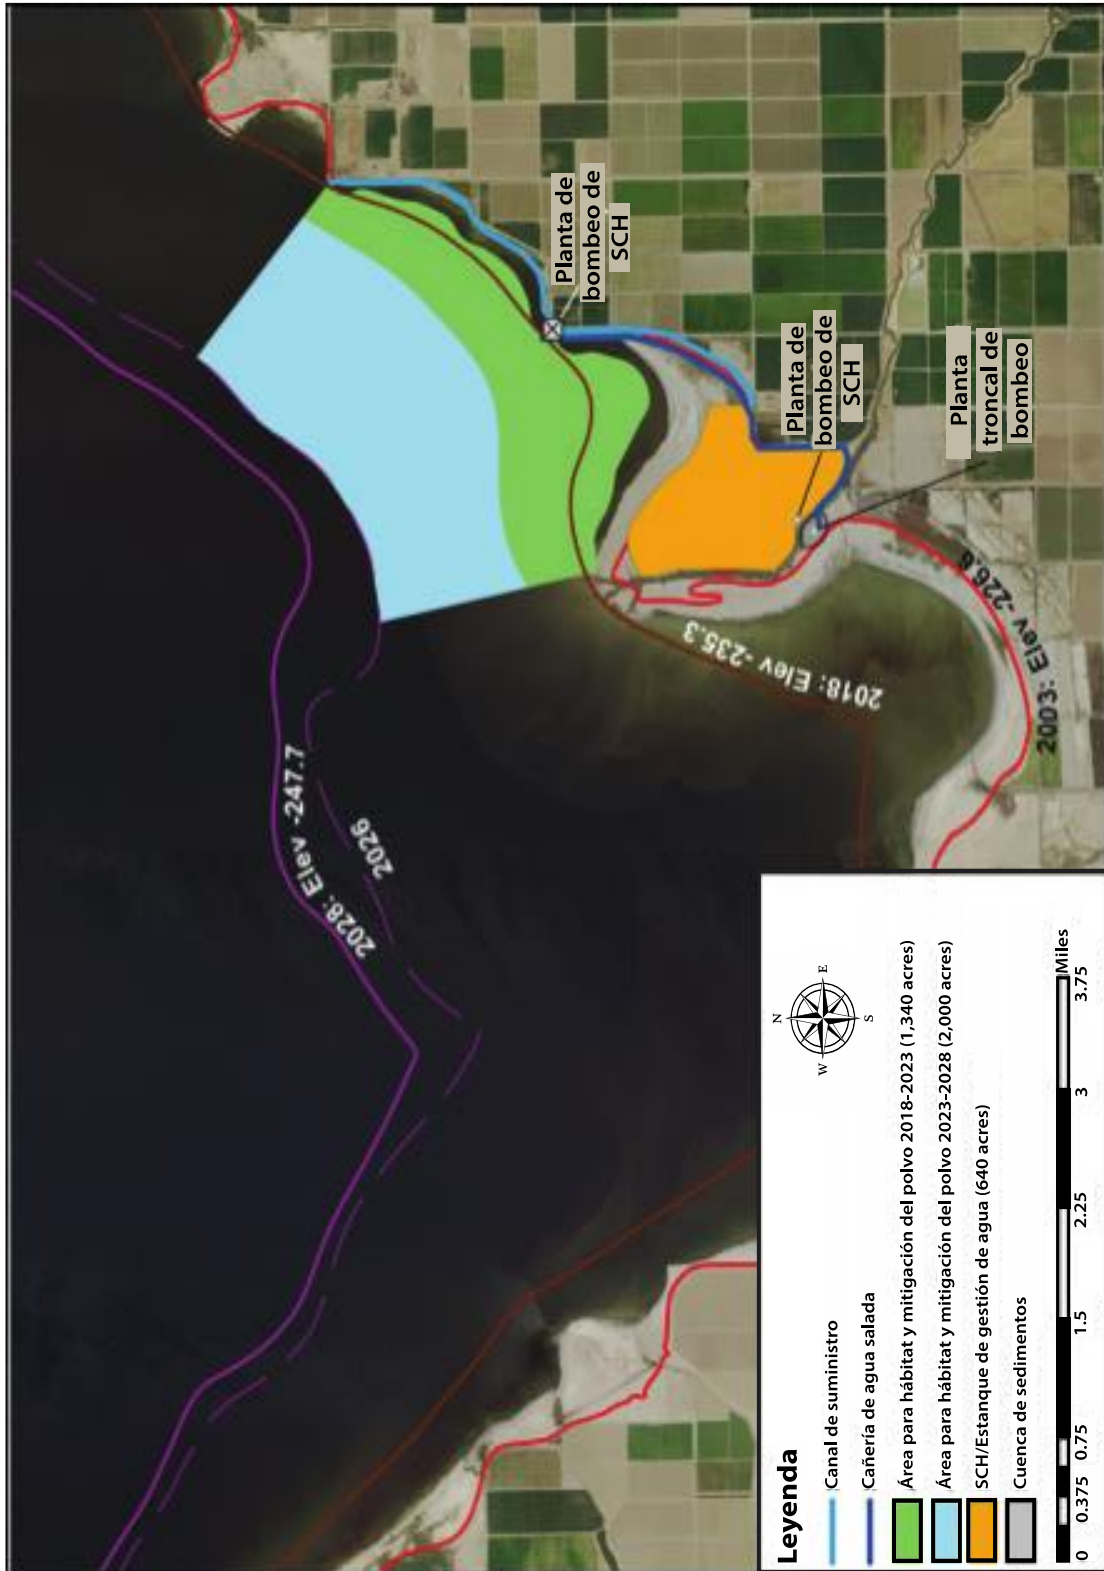 Planta de
bombeo de
SCH
Planta de
bombeo de
SCH
Planta
troncal de
bombeo
2003: Elev -226.6
2018: Elev -235.3
2026
2028: Elev -247.7
Leyenda
Canal de suministro
Cañería de agua salada
Área para hábitat y mitigación del polvo 2018-2023 (1,340 acres)
Área para hábitat y mitigación del polvo 2023-2028 (2,000 acres)
SCH/Estanque de gestión de agua (640 acres)
Cuenca de sedimentos
N
W E
S
0 0.375 0.75 1.5 2.25 3 3.75
Miles